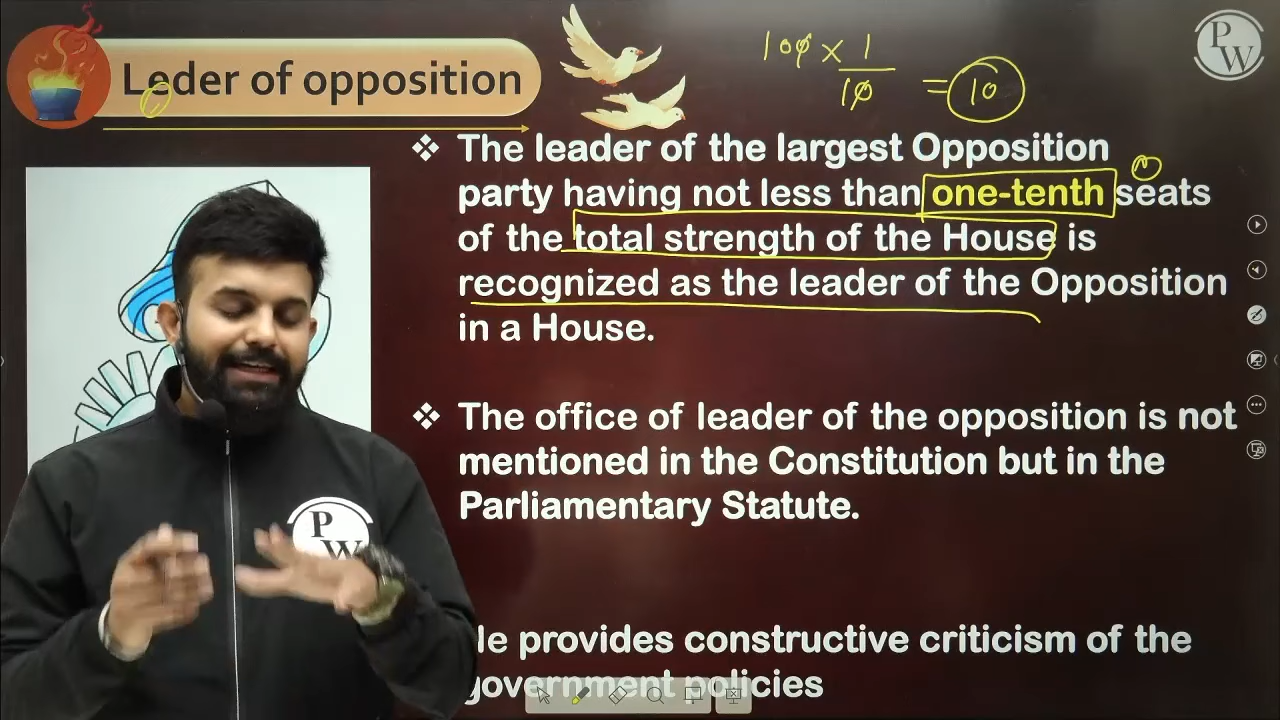 Leder of opposition
100 × 1/10 = 10
PW
❖ The leader of the largest Opposition
party having not less than one-tenth seats
of the total strength of the House is
recognized as the leader of the Opposition
in a House.
❖ The office of leader of the opposition is not
mentioned in the Constitution but in the
Parliamentary Statute.
PW
He provides constructive criticism of the
government policies